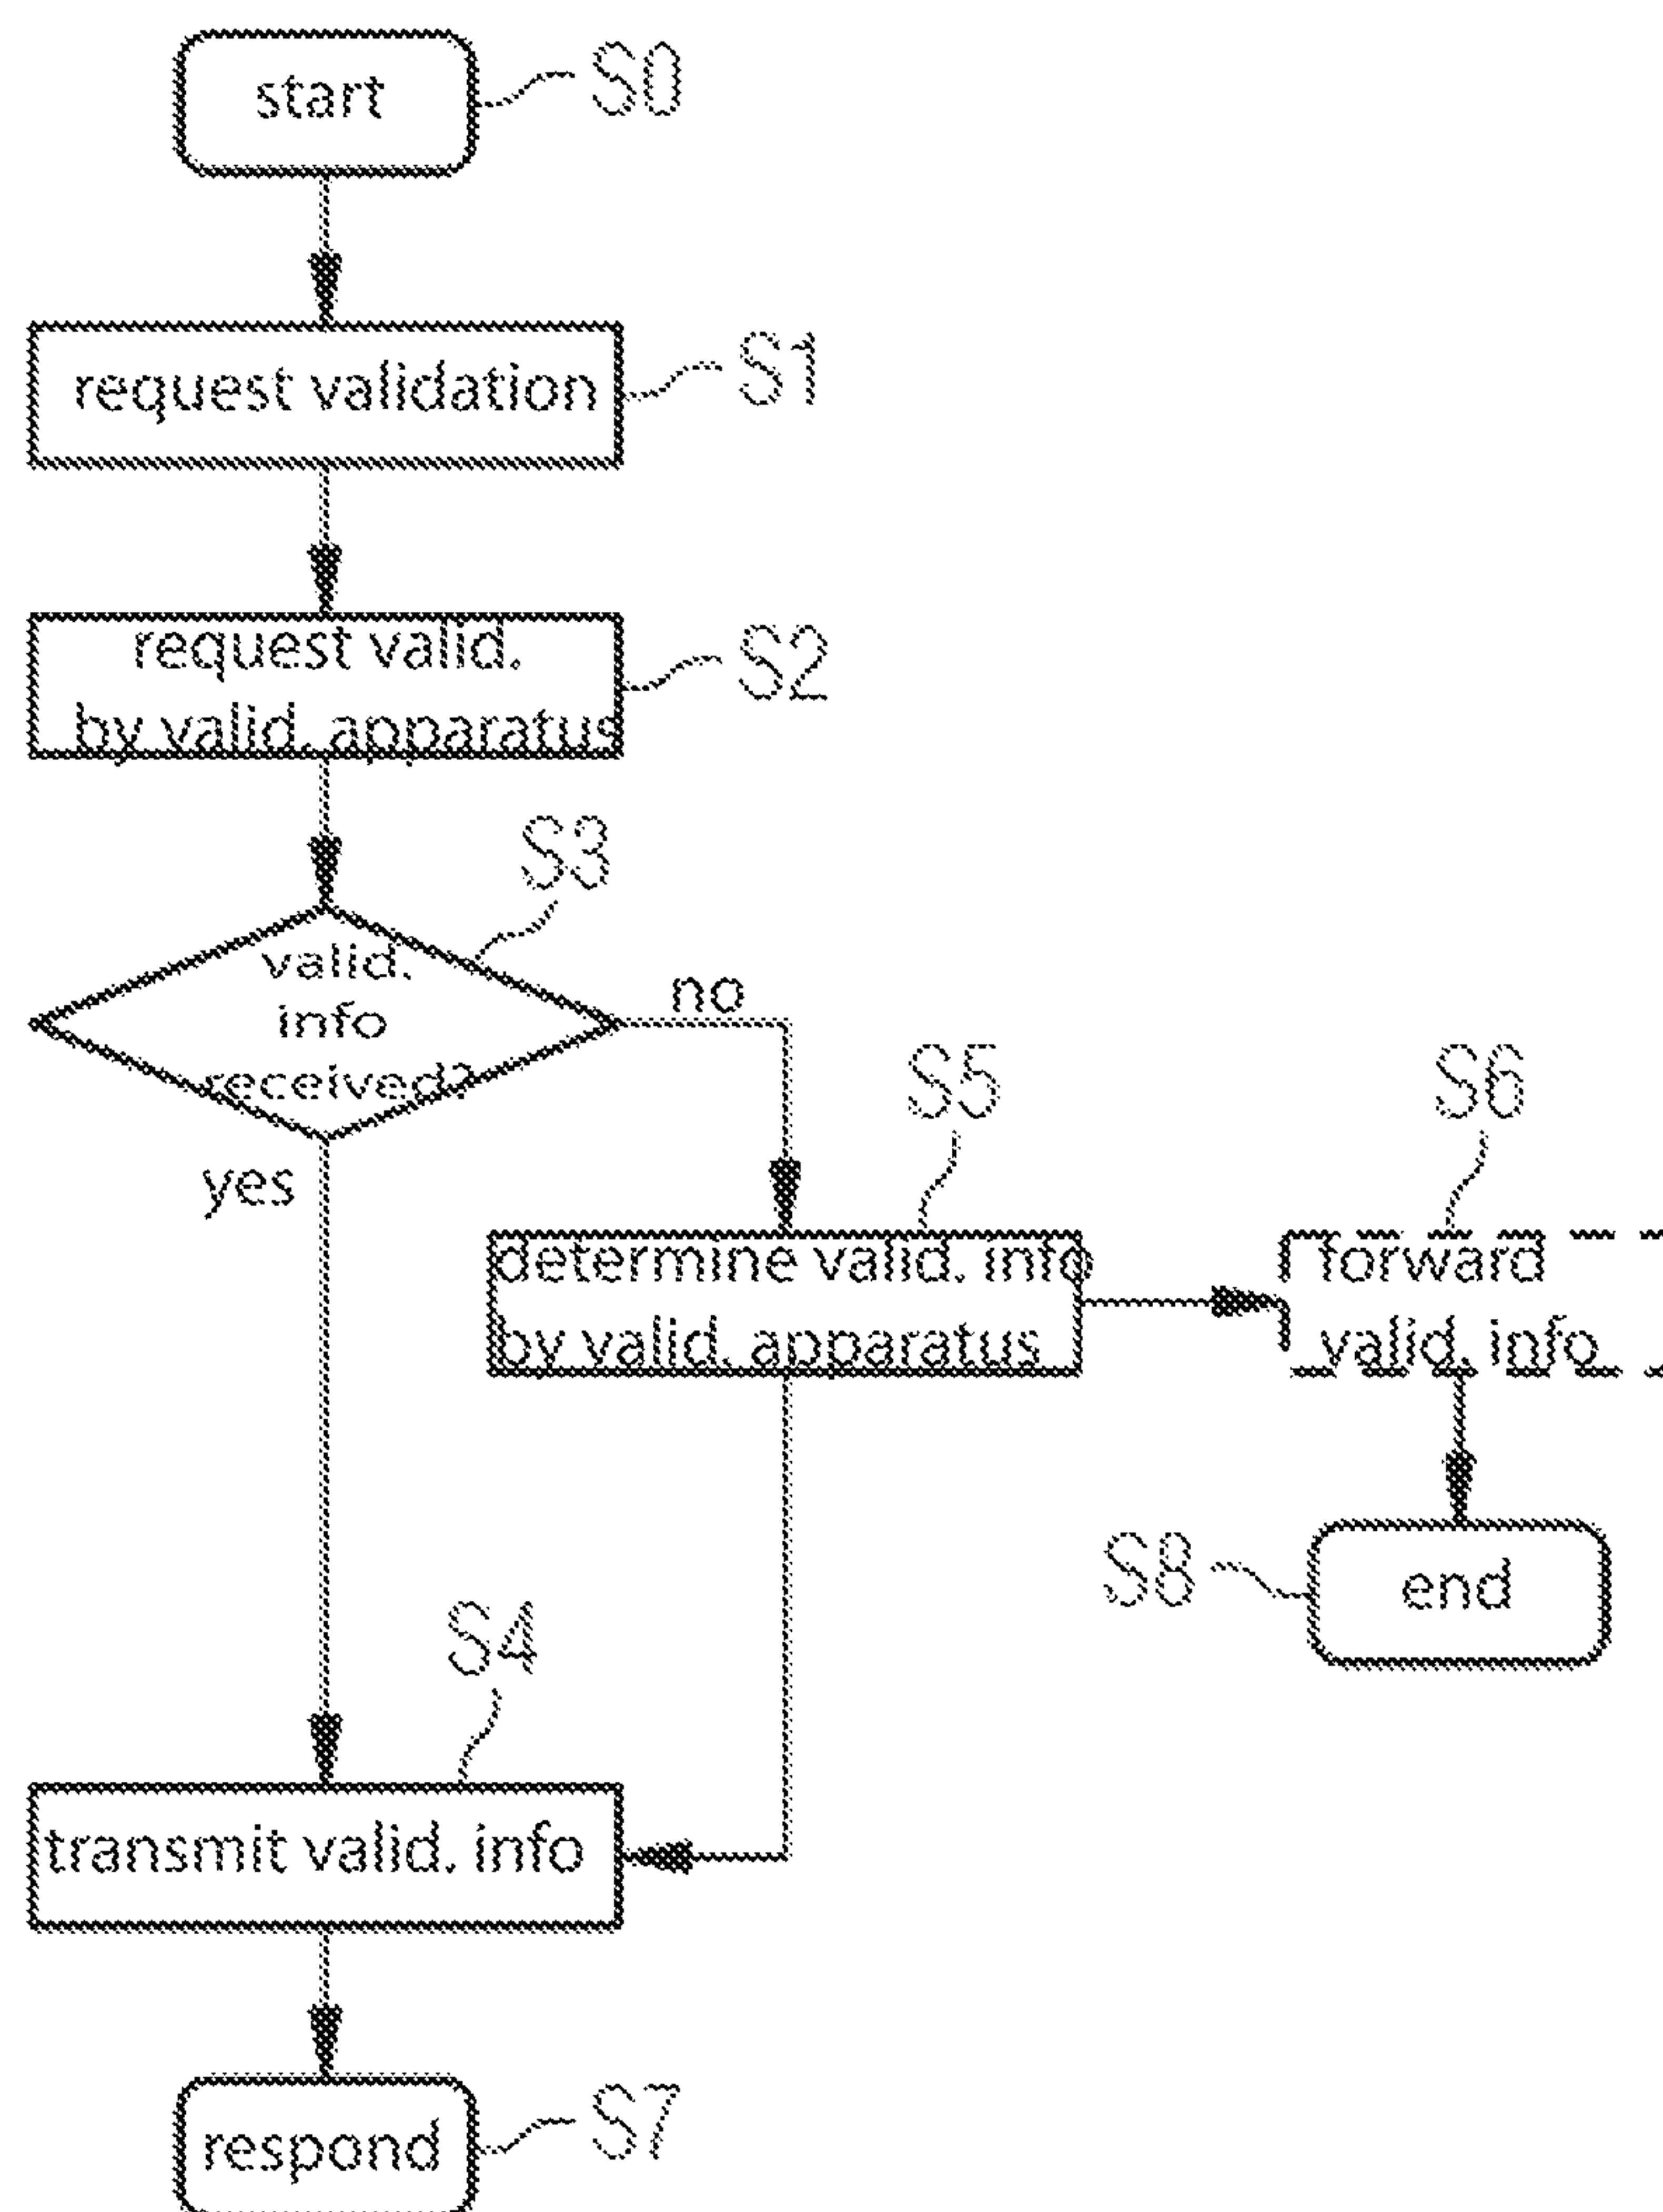 start
S0
request validation
S1
request valid.
by valid. apparatus
S2
S3
valid.
info
received?
no
yes
S5
determine valid. info
by valid. apparatus
S6
forward
valid. info
S8
end
S4
transmit valid. info
respond
S7